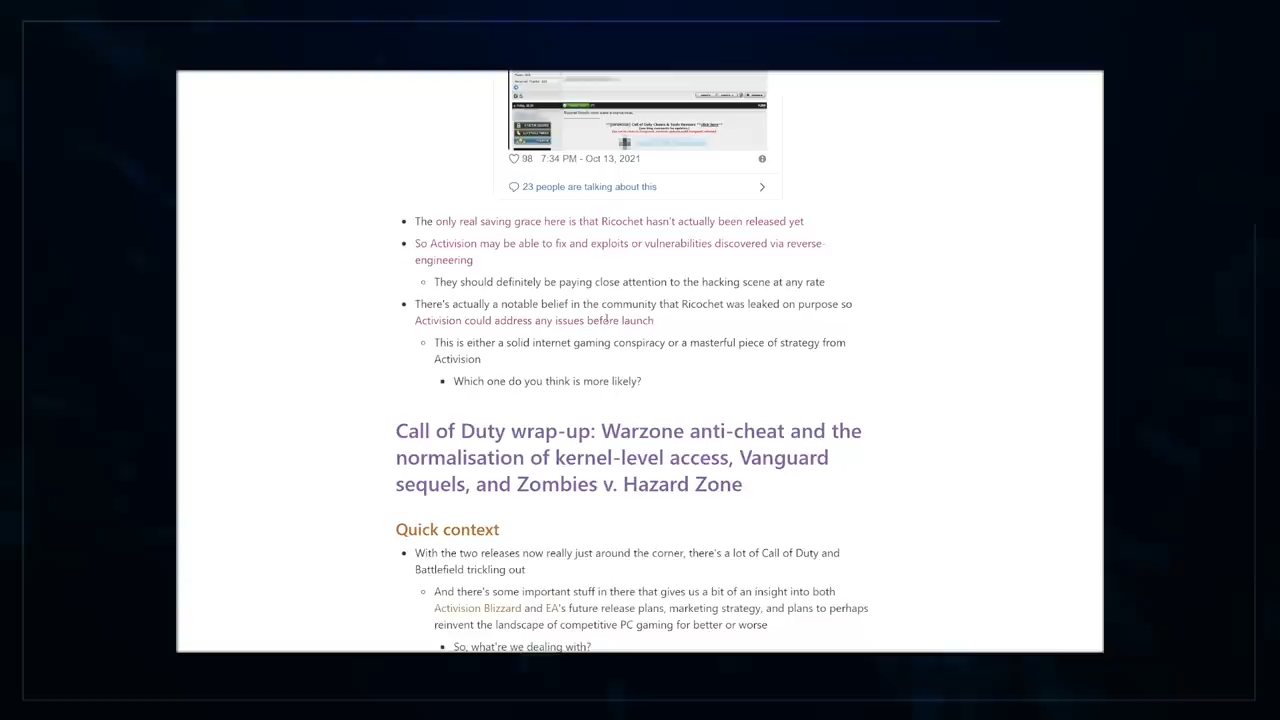 98 7:34 PM - Oct 13, 2021
23 people are talking about this
The only real saving grace here is that Ricochet hasn't actually been released yet
So Activision may be able to fix and exploits or vulnerabilities discovered via reverse-
engineering
They should definitely be paying close attention to the hacking scene at any rate
There's actually a notable belief in the community that Ricochet was leaked on purpose so
Activision could address any issues before launch
This is either a solid internet gaming conspiracy or a masterful piece of strategy from
Activision
Which one do you think is more likely?
Call of Duty wrap-up: Warzone anti-cheat and the
normalisation of kernel-level access, Vanguard
sequels, and Zombies v. Hazard Zone
Quick context
With the two releases now really just around the corner, there's a lot of Call of Duty and
Battlefield trickling out
And there's some important stuff in there that gives us a bit of an insight into both
Activision Blizzard and EA's future release plans, marketing strategy, and plans to perhaps
reinvent the landscape of competitive PC gaming for better or worse
So, what're we dealing with?